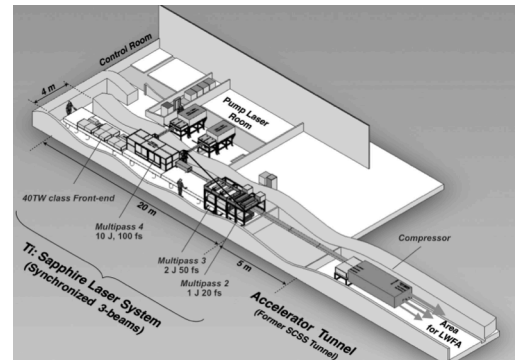 Control Room
4 m
Pump Laser
Room
40TW class Front-end
20 m
Multipass 4
10 J, 100 fs
Multipass 3
2 J 50 fs
Multipass 2
1 J 20 fs
5 m
Compressor
Area
for LWFA
Ti: Sapphire Laser System
(Synchronized 3-beams)
Accelerator Tunnel
(Former SCSS Tunnel)